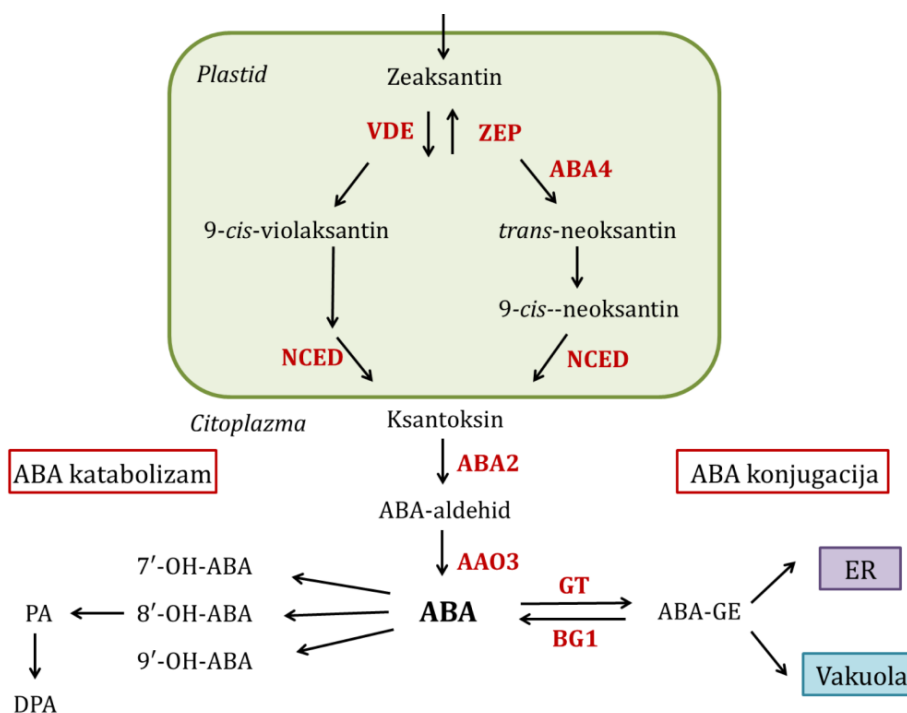 Plastid
Zeaksantin
VDE
ZEP
ABA4
9-cis-violaksantin
trans-neoksantin
9-cis--neoksantin
NCED
NCED
Citoplazma
Ksantoksin
ABA katabolizam
ABA2
ABA konjugacija
ABA-aldehid
7′-OH-ABA
AAO3
ER
PA
8′-OH-ABA
ABA
GT
BG1
ABA-GE
9′-OH-ABA
Vakuola
DPA